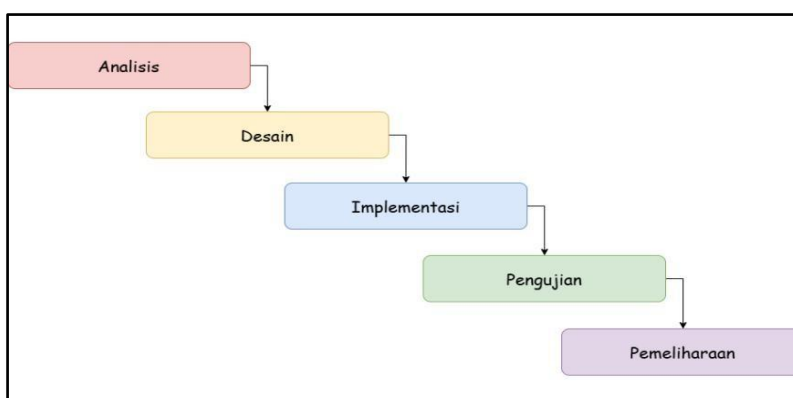 Analisis
Desain
Implementasi
Pengujian
Pemeliharaan